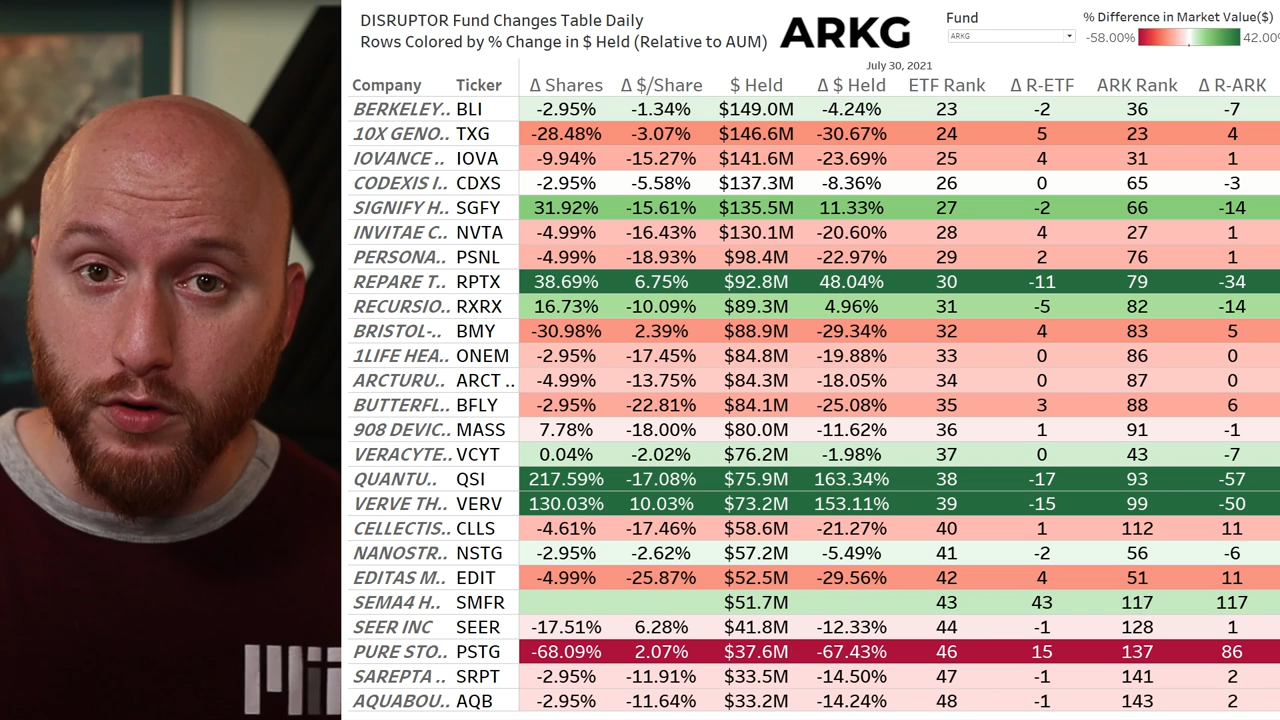 DISRUPTOR Fund Changes Table Daily
Rows Colored by % Change in $ Held (Relative to AUM)
ARKG
Fund
ARKG
% Difference in Market Value($)
-58.00% 42.00%
July 30, 2021
Company Ticker Δ Shares Δ $/Share $ Held Δ $ Held ETF Rank Δ R-ETF ARK Rank Δ R-ARK
BERKELEY.. BLI -2.95% -1.34% $149.0M -4.24% 23 -2 36 -7
10X GENO.. TXG -28.48% -3.07% $146.6M -30.67% 24 5 23 4
IOVANCE .. IOVA -9.94% -15.27% $141.6M -23.69% 25 4 31 1
CODEXIS I.. CDXS -2.95% -5.58% $137.3M -8.36% 26 0 65 -3
SIGNIFY H.. SGFY 31.92% -15.61% $135.5M 11.33% 27 -2 66 -14
INVITAE C.. NVTA -4.99% -16.43% $130.1M -20.60% 28 4 27 1
PERSONA.. PSNL -4.99% -18.93% $98.4M -22.97% 29 2 76 1
REPARE T.. RPTX 38.69% 6.75% $92.8M 48.04% 30 -11 79 -34
RECURSIO.. RXRX 16.73% -10.09% $89.3M 4.96% 31 -5 82 -14
BRISTOL-.. BMY -30.98% 2.39% $88.9M -29.34% 32 4 83 5
1LIFE HEA.. ONEM -2.95% -17.45% $84.8M -19.88% 33 0 86 0
ARCTURU.. ARCT .. -4.99% -13.75% $84.3M -18.05% 34 0 87 0
BUTTERFL.. BFLY -2.95% -22.81% $84.1M -25.08% 35 3 88 6
908 DEVIC.. MASS 7.78% -18.00% $80.0M -11.62% 36 1 91 -1
VERACYTE.. VCYT 0.04% -2.02% $76.2M -1.98% 37 0 43 -7
QUANTU.. QSI 217.59% -17.08% $75.9M 163.34% 38 -17 93 -57
VERVE TH.. VERV 130.03% 10.03% $73.2M 153.11% 39 -15 99 -50
CELLECTIS.. CLLS -4.61% -17.46% $58.6M -21.27% 40 1 112 11
NANOSTR.. NSTG -2.95% -2.62% $57.2M -5.49% 41 -2 56 -6
EDITAS M.. EDIT -4.99% -25.87% $52.5M -29.56% 42 4 51 11
SEMA4 H.. SMFR $51.7M 43 43 117 117
SEER INC SEER -17.51% 6.28% $41.8M -12.33% 44 -1 128 1
PURE STO.. PSTG -68.09% 2.07% $37.6M -67.43% 46 15 137 86
SAREPTA .. SRPT -2.95% -11.91% $33.5M -14.50% 47 -1 141 2
AQUABOU.. AQB -2.95% -11.64% $33.2M -14.24% 48 -1 143 2